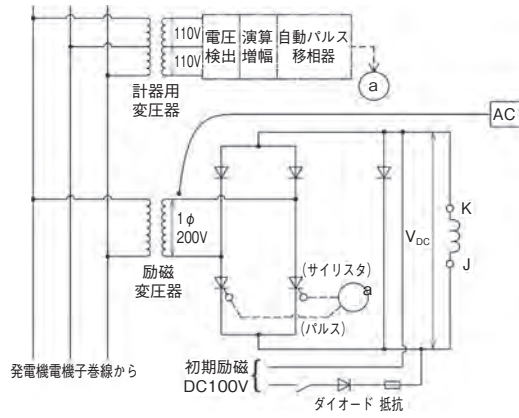 110V
110V
電圧検出
演算増幅
自動パルス移相器
a
計器用
変圧器
AC
1φ
200V
励磁
変圧器
VDC
K
J
(サイリスタ)
a
(パルス)
発電機電機子巻線から
初期励磁
DC100V
ダイオード 抵抗